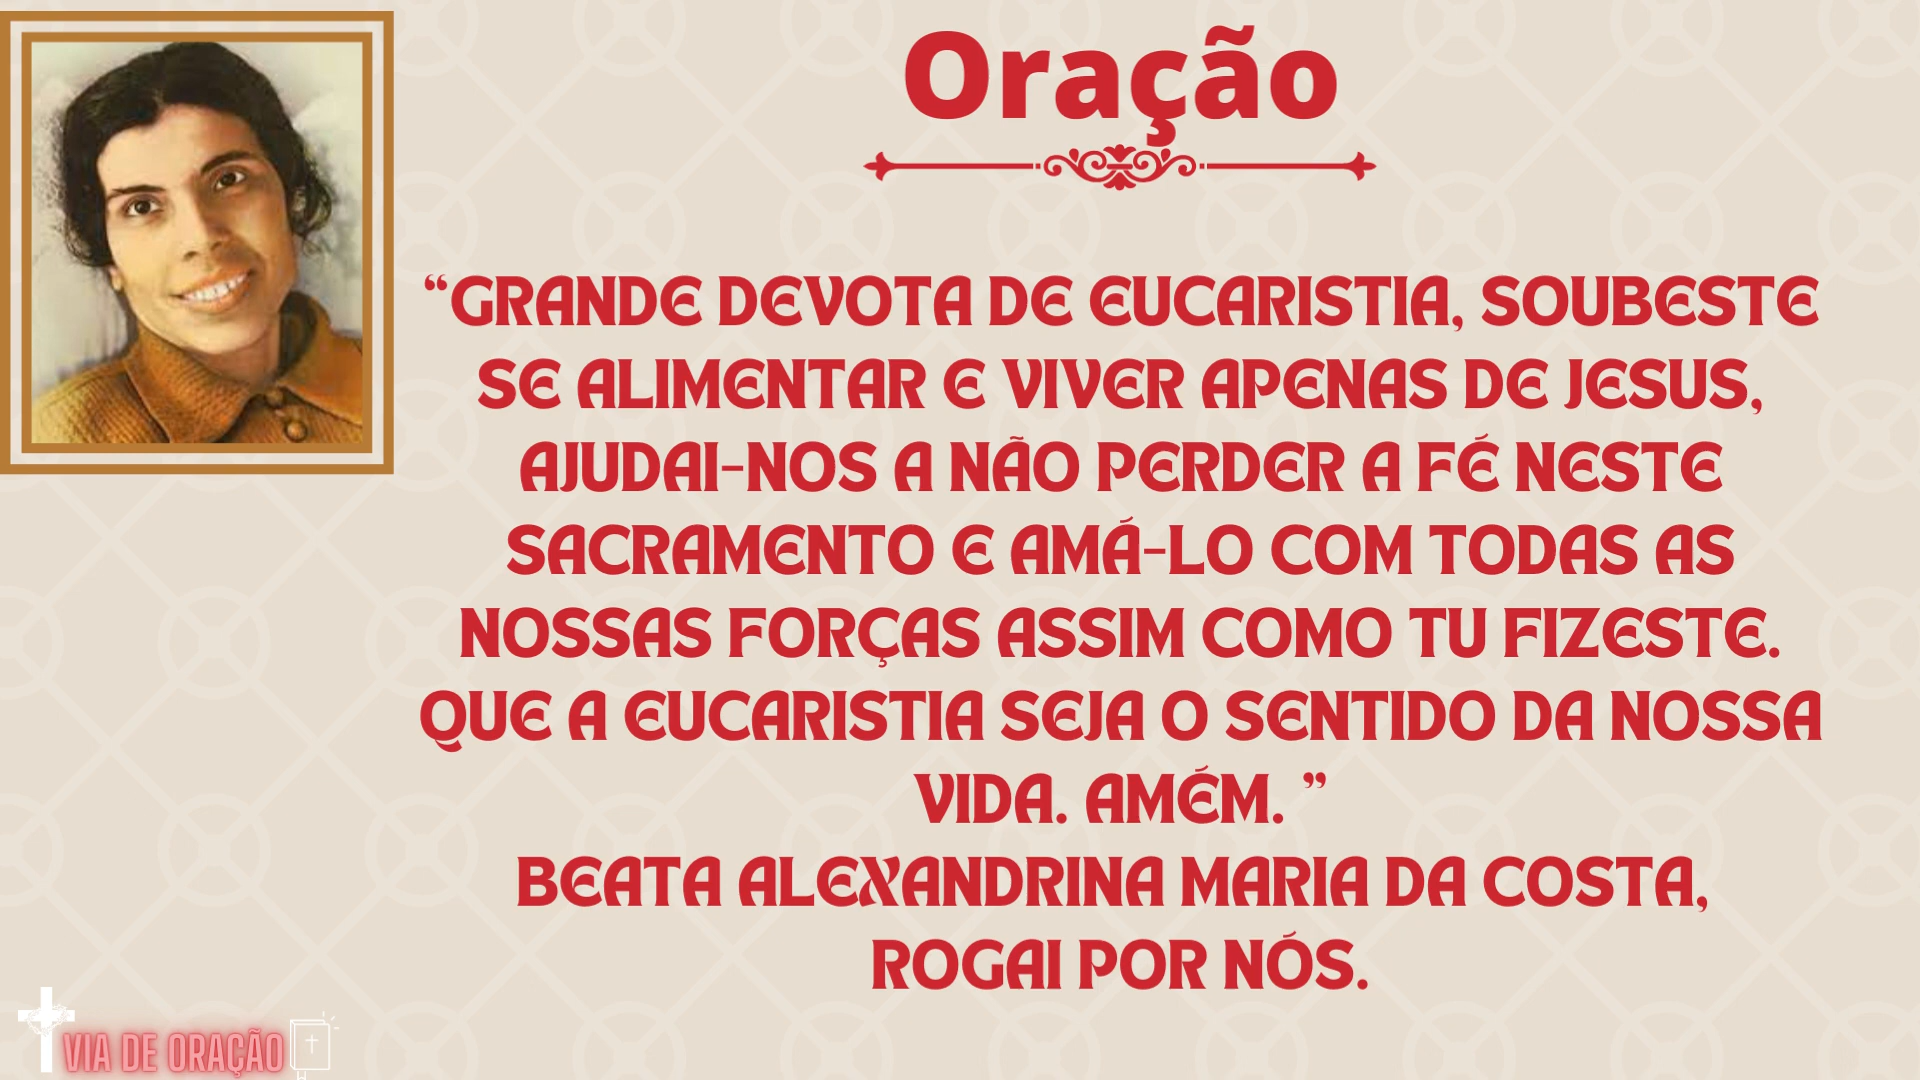 Oração
“GRANDE DEVOTA DE EUCARISTIA, SOUBESTE
SE ALIMENTAR E VIVER APENAS DE JESUS,
AJUDAI-NOS A NÃO PERDER A FÉ NESTE
SACRAMENTO E AMÁ-LO COM TODAS AS
NOSSAS FORÇAS ASSIM COMO TU FIZESTE.
QUE A EUCARISTIA SEJA O SENTIDO DA NOSSA
VIDA. AMÉM. ”
BEATA ALEXANDRINA MARIA DA COSTA,
ROGAI POR NÓS.
VIA DE ORAÇÃO